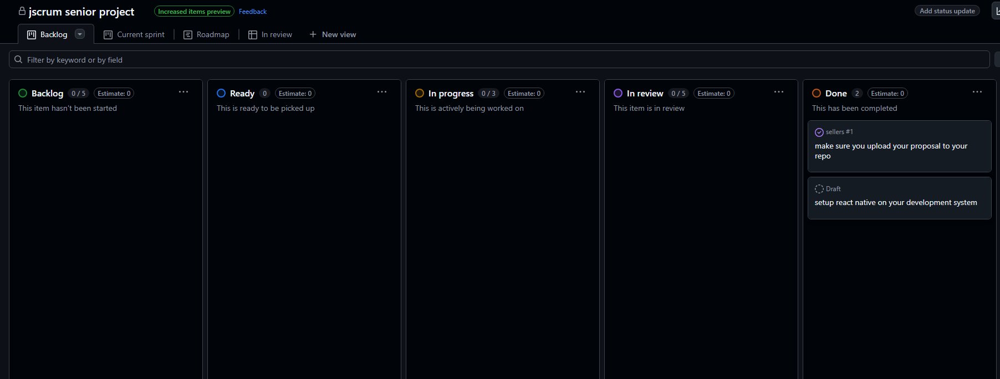 jscrum senior project
Increased items preview
Feedback
Add status update
Backlog
Current sprint
Roadmap
In review
New view
Filter by keyword or by field
Backlog 0 / 5 Estimate: 0
This item hasn't been started
Ready 0 Estimate: 0
This is ready to be picked up
In progress 0 / 3 Estimate: 0
This is actively being worked on
In review 0 / 5 Estimate: 0
This item is in review
Done 2 Estimate: 0
This has been completed
sellers #1
make sure you upload your proposal to your
repo
Draft
setup react native on your development system